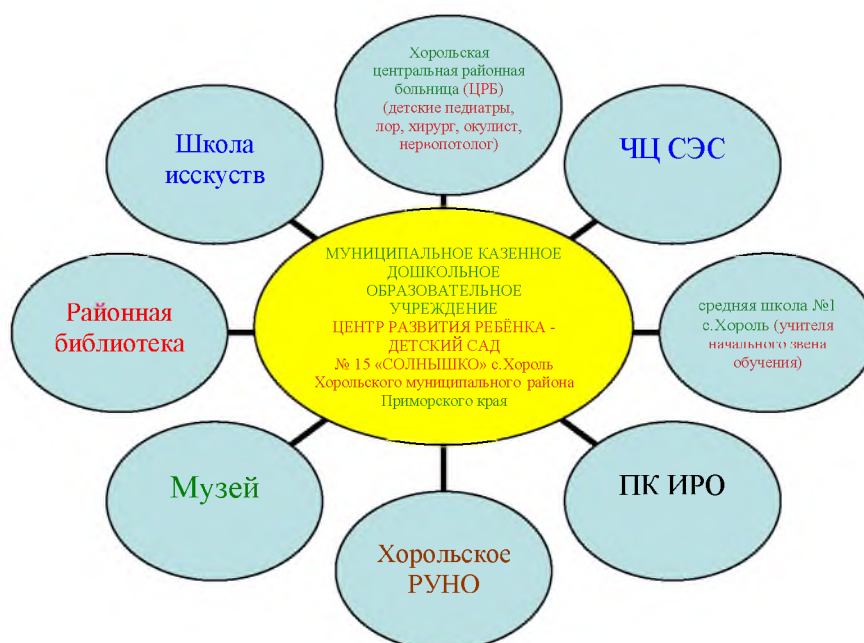 Хорольская
центральная районная
больница (ЦРБ)
(детские педиатры,
лор, хирург, окулист,
нервопотолог)
Школа
исскуств
ЧЦ СЭС
МУНИЦИПАЛЬНОЕ КАЗЕННОЕ
ДОШКОЛЬНОЕ
ОБРАЗОВАТЕЛЬНОЕ
УЧРЕЖДЕНИЕ
ЦЕНТР РАЗВИТИЯ РЕБЁНКА -
ДЕТСКИЙ САД
№ 15 «СОЛНЫШКО» с.Хороль
Хорольского муниципального района
Приморского края
Районная
библиотека
средняя школа №1
с.Хороль (учителя
начального звена
обучения)
Музей
ПК ИРО
Хорольское
РУНО